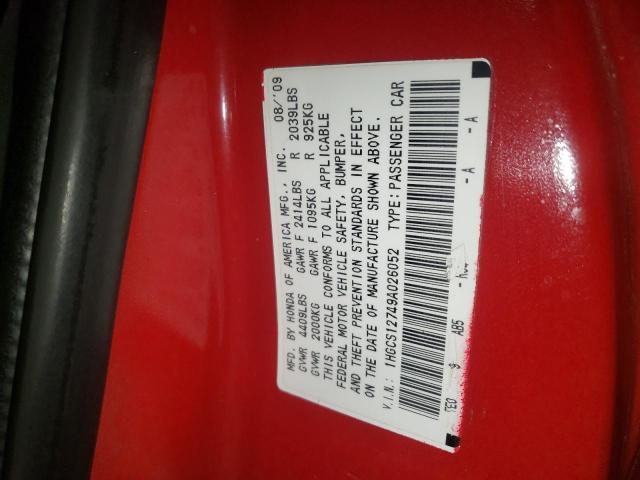 MFD. BY HONDA OF AMERICA MFG., INC. 08/'09
GVWR 4409LBS GAWR F 2414LBS R 2039LBS
GVWR 2000KG GAWR F 1095KG R 925KG
THIS VEHICLE CONFORMS TO ALL APPLICABLE
FEDERAL MOTOR VEHICLE SAFETY, BUMPER,
AND THEFT PREVENTION STANDARDS IN EFFECT
ON THE DATE OF MANUFACTURE SHOWN ABOVE.
V.I.N.: 1HGCS12749A026052 TYPE:PASSENGER CAR
TE0 AB5 - - A - A